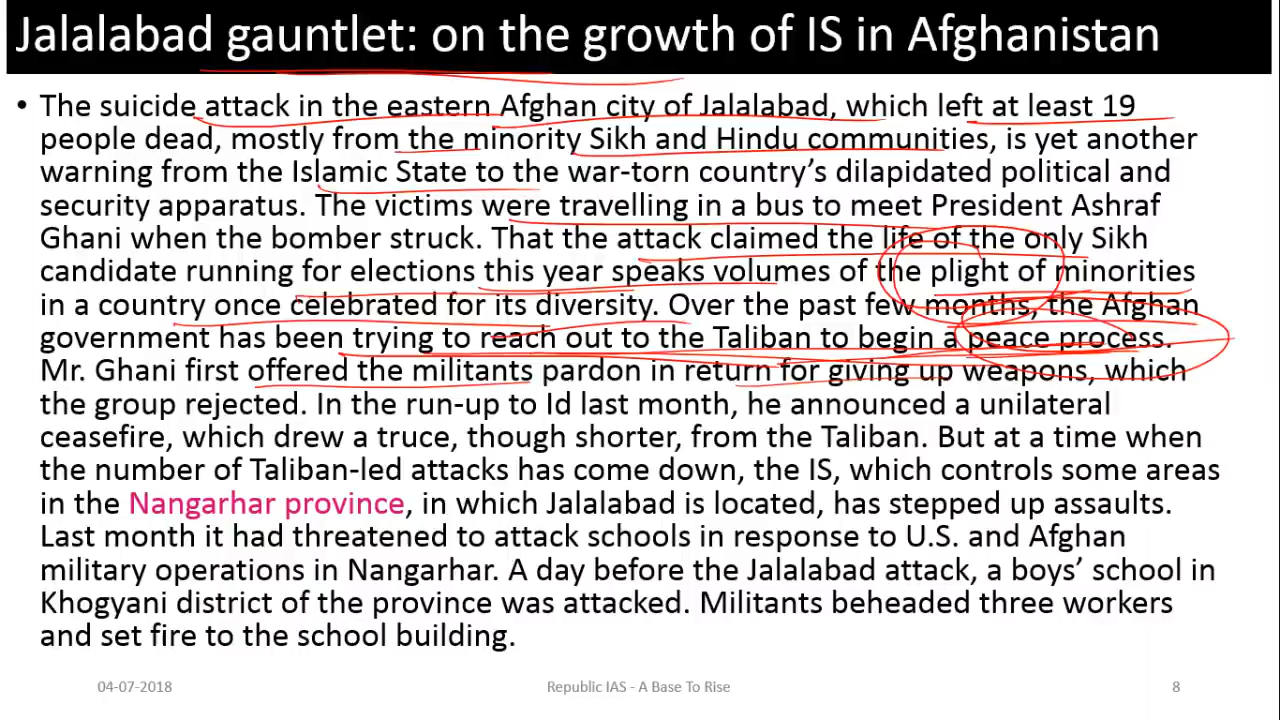 Jalalabad gauntlet: on the growth of IS in Afghanistan
• The suicide attack in the eastern Afghan city of Jalalabad, which left at least 19
people dead, mostly from the minority Sikh and Hindu communities, is yet another
warning from the Islamic State to the war-torn country's dilapidated political and
security apparatus. The victims were travelling in a bus to meet President Ashraf
Ghani when the bomber struck. That the attack claimed the life of the only Sikh
candidate running for elections this year speaks volumes of the plight of minorities
in a country once celebrated for its diversity. Over the past few months, the Afghan
government has been trying to reach out to the Taliban to begin a peace process.
Mr. Ghani first offered the militants pardon in return for giving up weapons, which
the group rejected. In the run-up to Id last month, he announced a unilateral
ceasefire, which drew a truce, though shorter, from the Taliban. But at a time when
the number of Taliban-led attacks has come down, the IS, which controls some areas
in the Nangarhar province, in which Jalalabad is located, has stepped up assaults.
Last month it had threatened to attack schools in response to U.S. and Afghan
military operations in Nangarhar. A day before the Jalalabad attack, a boys' school in
Khogyani district of the province was attacked. Militants beheaded three workers
and set fire to the school building.
04-07-2018
Republic IAS - A Base To Rise
8